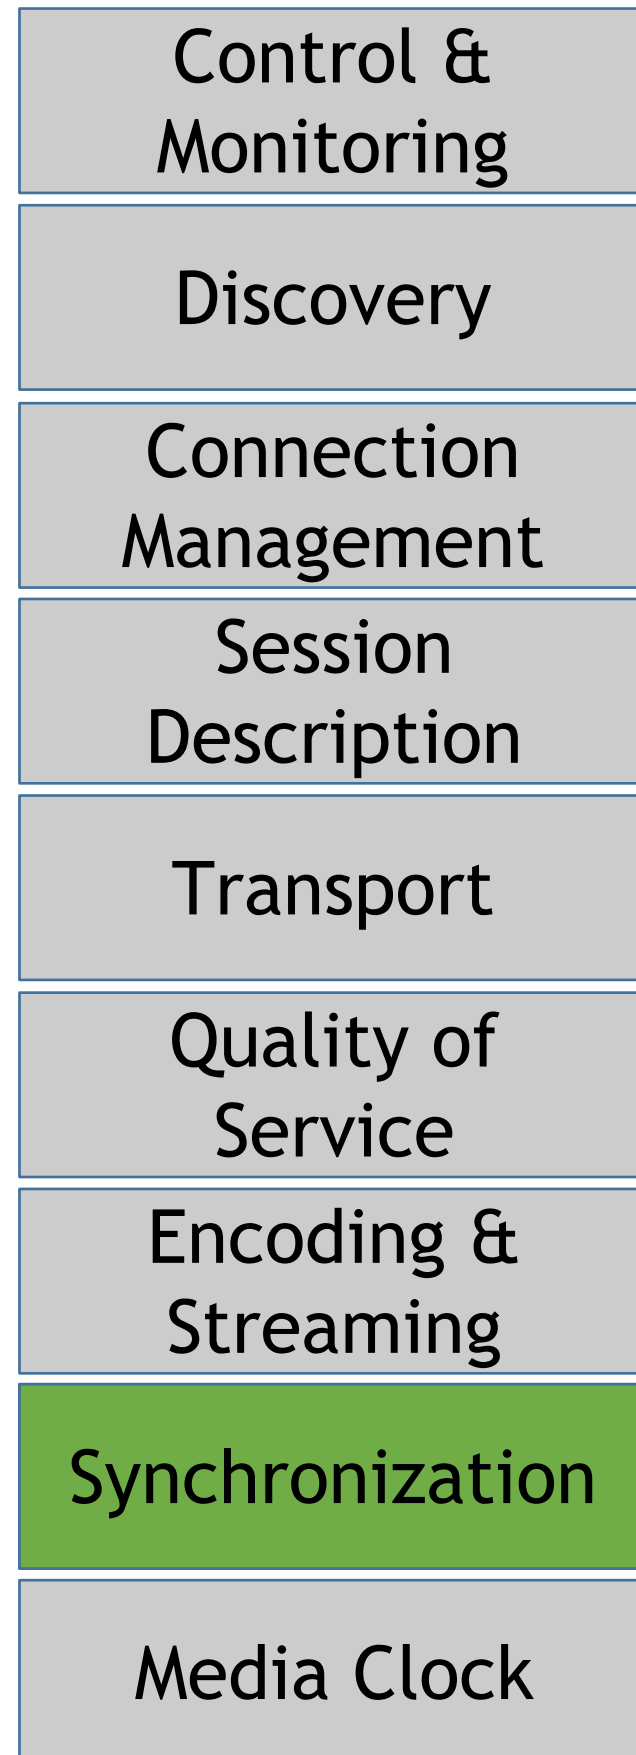 Control &
Monitoring
Discovery
Connection
Management
Session
Description
Transport
Quality of
Service
Encoding &
Streaming
Synchronization
Media Clock